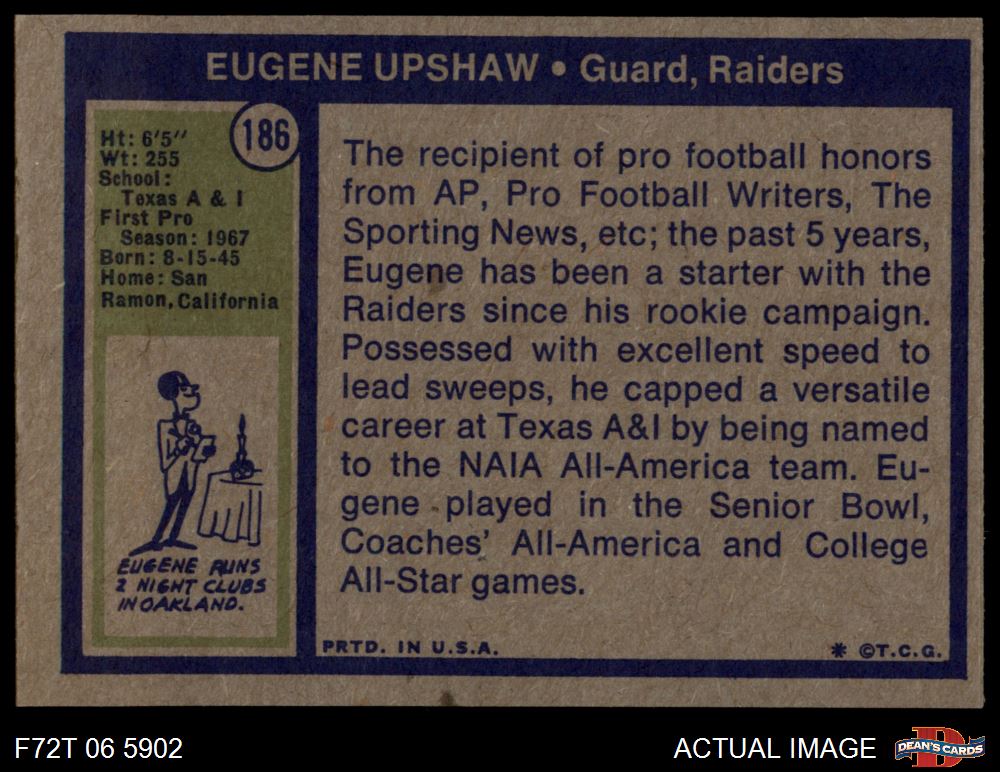 EUGENE UPSHAW • Guard, Raiders
186
Ht: 6'5"
Wt: 255
School:
Texas A & I
First Pro
Season: 1967
Born: 8-15-45
Home: San
Ramon, California
EUGENE RUNS
2 NIGHT CLUBS
IN OAKLAND.
The recipient of pro football honors
from AP, Pro Football Writers, The
Sporting News, etc; the past 5 years,
Eugene has been a starter with the
Raiders since his rookie campaign.
Possessed with excellent speed to
lead sweeps, he capped a versatile
career at Texas A&I by being named
to the NAIA All-America team. Eu-
gene played in the Senior Bowl,
Coaches' All-America and College
All-Star games.
PRTD. IN U.S.A.
* ©T.C.G.
F72T 06 5902
ACTUAL IMAGE
D
DEAN'S CARDS